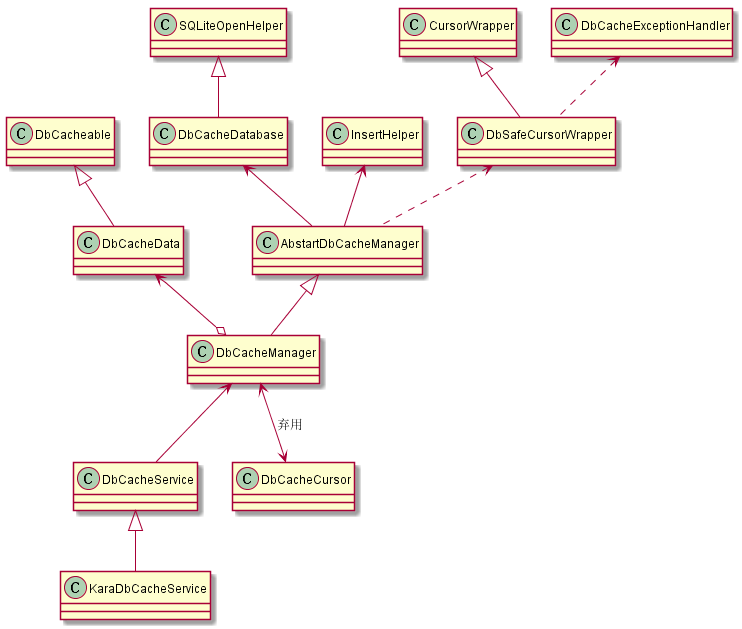 C SQLiteOpenHelper
C CursorWrapper
C DbCacheExceptionHandler
C DbCacheable
C DbCacheDatabase
C InsertHelper
C DbSafeCursorWrapper
C DbCacheData
C AbstartDbCacheManager
C DbCacheManager
弃用
C DbCacheService
C DbCacheCursor
C KaraDbCacheService